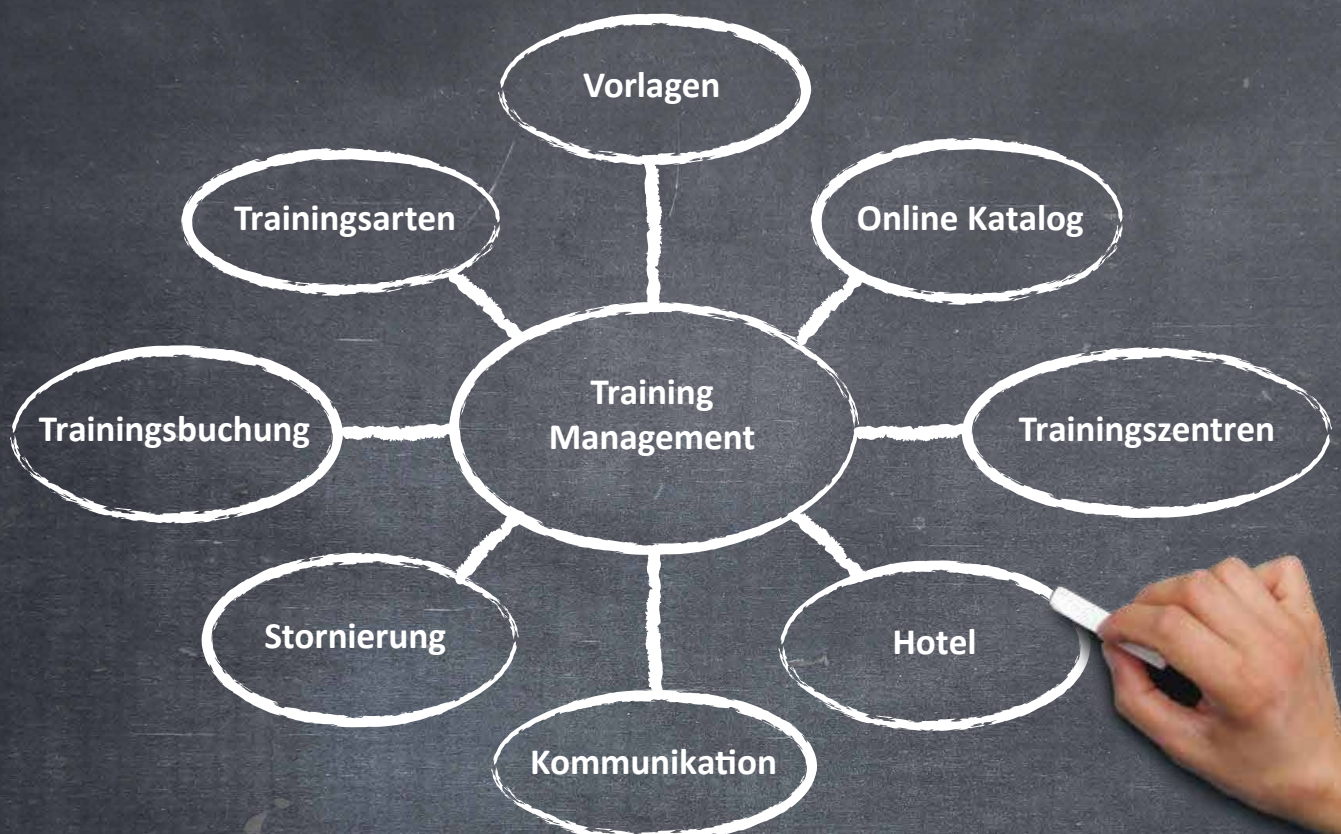 Vorlagen
Trainingsarten
Online Katalog
Training
Management
Trainingsbuchung
Trainingszentren
Stornierung
Hotel
Kommunikation